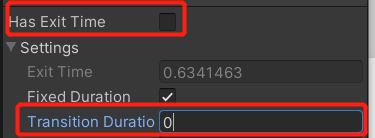 Has Exit Time
Settings
Exit Time 0.6341463
Fixed Duration
Transition Duratio 0